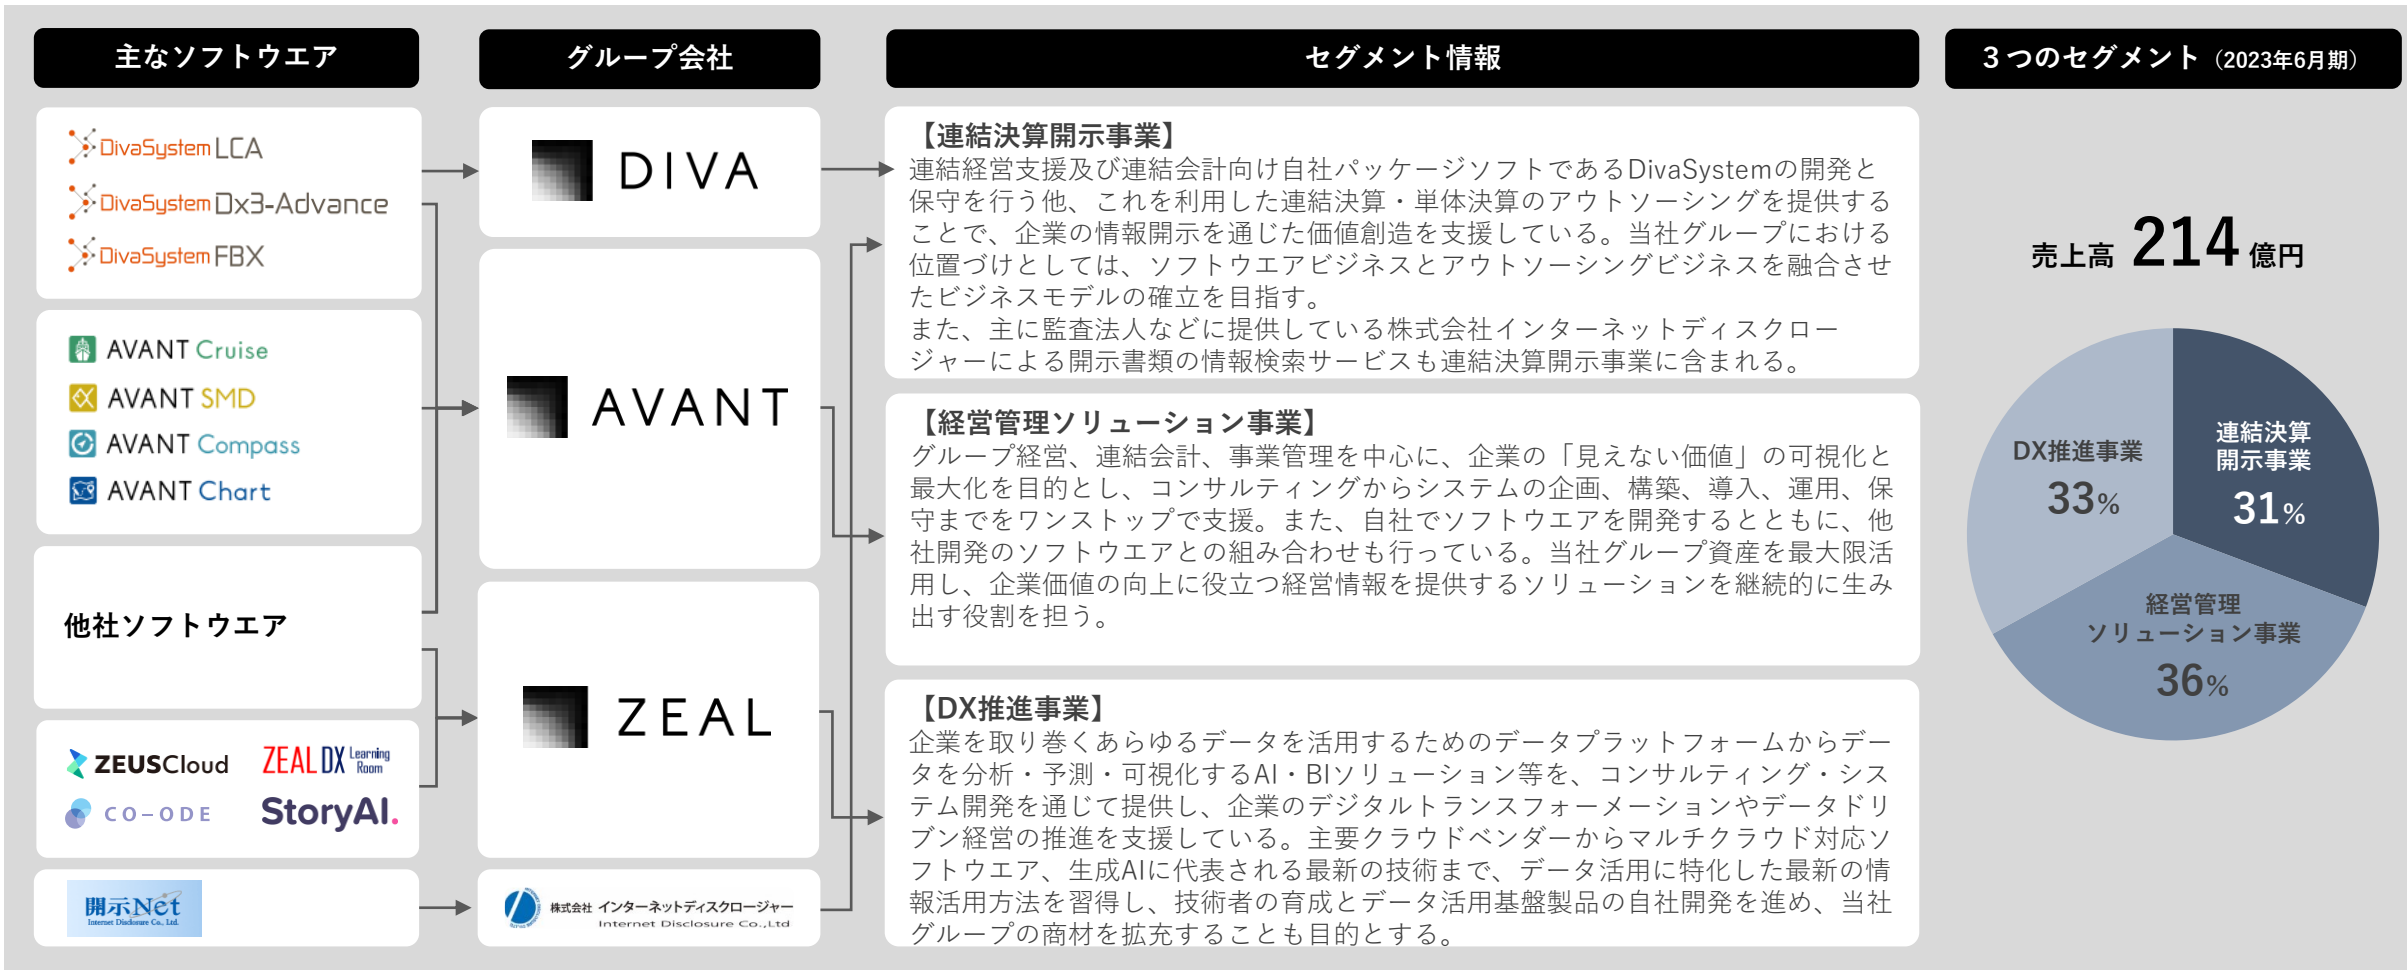 主なソフトウエア
DivaSystem LCA
DivaSystem Dx3-Advance
DivaSystem FBX
AVANT Cruise
AVANT SMD
AVANT Compass
AVANT Chart
他社ソフトウエア
ZEUSCloud
ZEAL DX Learning Room
CO-ODE
StoryAI.
開示Net
Internet Disclosure Co., Ltd.
グループ会社
DIVA
AVANT
ZEAL
株式会社 インターネットディスクロージャー
Internet Disclosure Co.,Ltd
セグメント情報
【連結決算開示事業】
連結経営支援及び連結会計向け自社パッケージソフトであるDivaSystemの開発と
保守を行う他、これを利用した連結決算・単体決算のアウトソーシングを提供する
ことで、企業の情報開示を通じた価値創造を支援している。当社グループにおける
位置づけとしては、ソフトウエアビジネスとアウトソーシングビジネスを融合させ
たビジネスモデルの確立を目指す。
また、主に監査法人などに提供している株式会社インターネットディスクロー
ジャーによる開示書類の情報検索サービスも連結決算開示事業に含まれる。
【経営管理ソリューション事業】
グループ経営、連結会計、事業管理を中心に、企業の「見えない価値」の可視化と
最大化を目的とし、コンサルティングからシステムの企画、構築、導入、運用、保
守までをワンストップで支援。また、自社でソフトウエアを開発するとともに、他
社開発のソフトウエアとの組み合わせも行っている。当社グループ資産を最大限活
用し、企業価値の向上に役立つ経営情報を提供するソリューションを継続的に生み
出す役割を担う。
【DX推進事業】
企業を取り巻くあらゆるデータを活用するためのデータプラットフォームからデー
タを分析・予測・可視化するAI・BIソリューション等を、コンサルティング・シス
テム開発を通じて提供し、企業のデジタルトランスフォーメーションやデータドリ
ブン経営の推進を支援している。主要クラウドベンダーからマルチクラウド対応ソ
フトウエア、生成AIに代表される最新の技術まで、データ活用に特化した最新の情
報活用方法を習得し、技術者の育成とデータ活用基盤製品の自社開発を進め、当社
グループの商材を拡充することも目的とする。
３つのセグメント（2023年6月期）
売上高 214 億円
連結決算
開示事業
31%
DX推進事業
33%
経営管理
ソリューション事業
36%